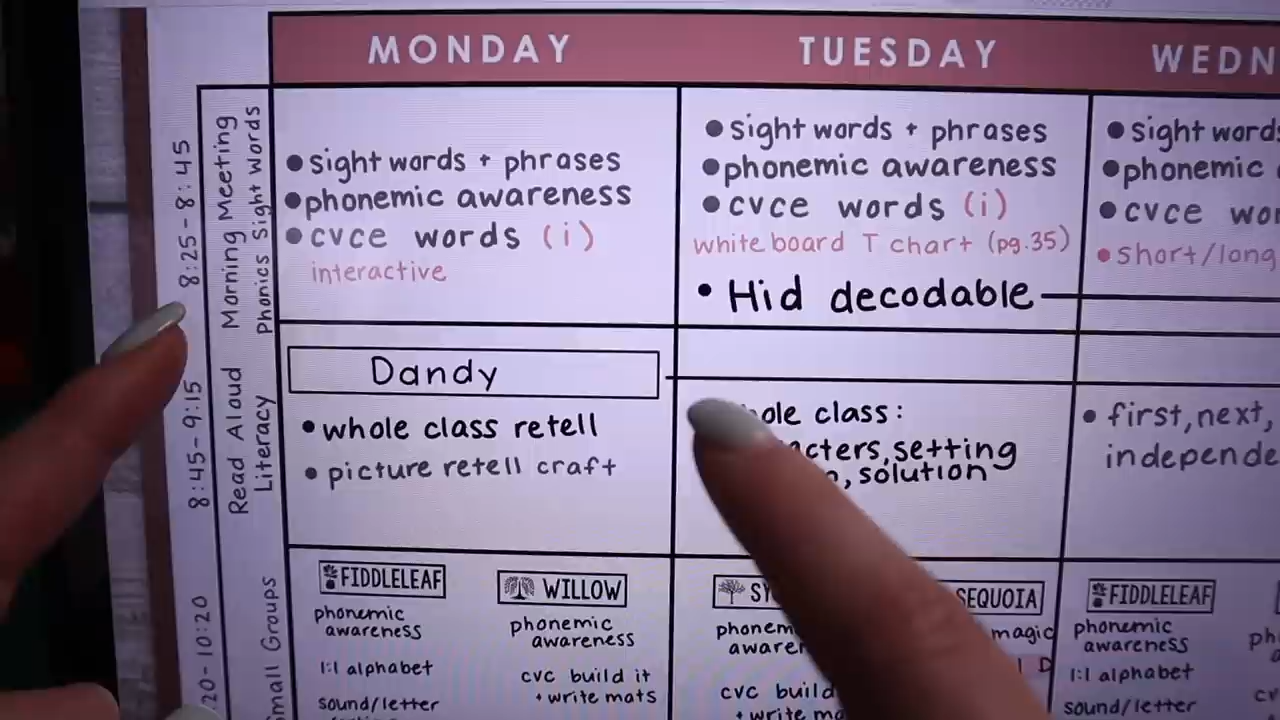 MONDAY
TUESDAY
WEDN
8:25-8:45
Morning Meeting
Phonics Sight Words
• sight words + phrases
• phonemic awareness
• cvce words (i)
interactive
• sight words + phrases
• phonemic awareness
• cvce words (i)
white board T chart (pg.35)
• Hid decodable
• sight word
• phonemic
• cvce wo
• short/long
8:45-9:15
Read Aloud
Literacy
Dandy
• whole class retell
• picture retell craft
class:
setting
solution
• first, next,
independe
20-10:20
Small Groups
FIDDLELEAF
phonemic
awareness
1:1 alphabet
sound/letter
WILLOW
phonemic
awareness
cvc build it
+ write mats
SY
phonem
awarer
cvc build
+ write ma
SEQUOIA
magic
FIDDLELEAF
phonemic
awareness
1:1 alphabet
sound/letter